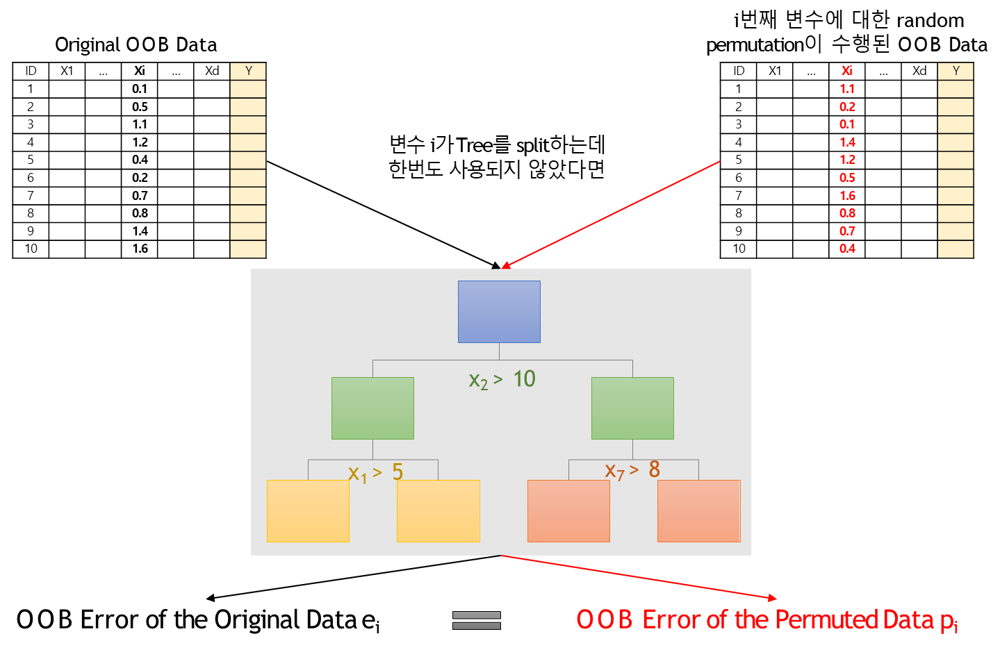 Original OOB Data
i번째 변수에 대한 random
permutation이 수행된 OOB Data
ID X1 ... Xi ... Xd Y
1 0.1
2 0.5
3 1.1
4 1.2
5 0.4
6 0.2
7 0.7
8 0.8
9 1.4
10 1.6
ID X1 ... Xi ... Xd Y
1 1.1
2 0.2
3 0.1
4 1.4
5 1.2
6 0.5
7 1.6
8 0.8
9 0.7
10 0.4
변수 i가 Tree를 split하는데
한번도 사용되지 않았다면
x₂ > 10
x₁ > 5
x₇ > 8
OOB Error of the Original Data eᵢ
=
OOB Error of the Permuted Data pᵢ